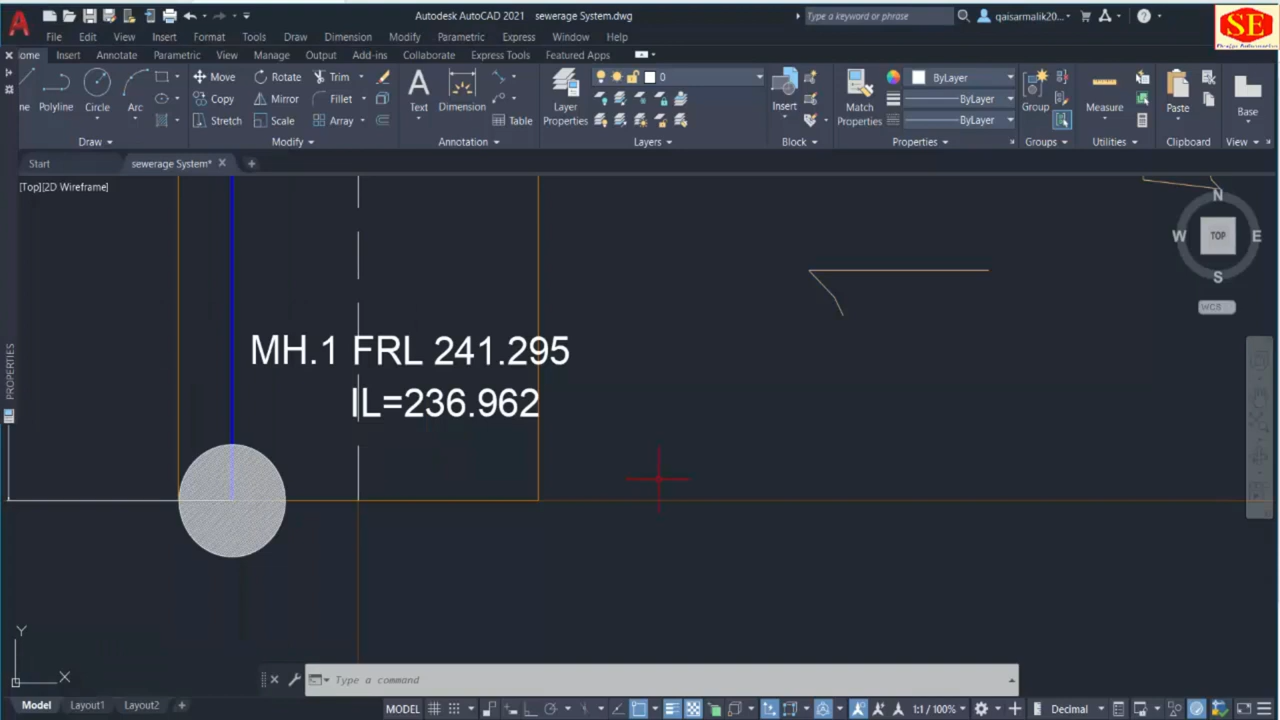 Autodesk AutoCAD 2021 sewerage System.dwg
Type a keyword or phrase
qaisarmalik20...
SE
File Edit View Insert Format Tools Draw Dimension Modify Parametric Express Window Help
ome Insert Annotate Parametric View Manage Output Add-ins Collaborate Express Tools Featured Apps
Move Rotate Trim
0
ByLayer
ne Polyline Circle Arc
Copy Mirror Fillet
Text Dimension
Layer Properties
Insert
Match Properties
ByLayer
Group Measure Paste Base
Stretch Scale Array
Table
ByLayer
Draw Modify Annotation Layers Block Properties Groups Utilities Clipboard View
Start sewerage System*
[Top][2D Wireframe]
N
W TOP E
S
WCS
PROPERTIES
MH.1 FRL 241.295
IL=236.962
Y
X
Type a command
Model Layout1 Layout2
MODEL 1:1 / 100% Decimal